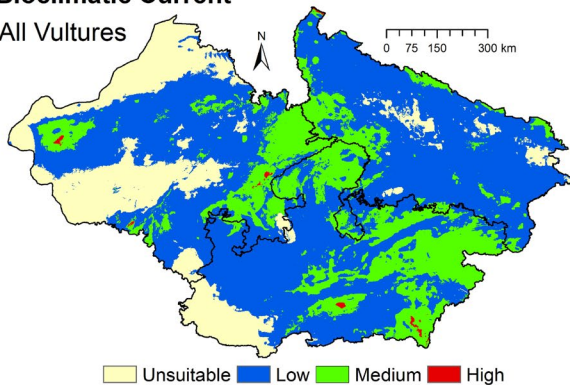 Bioclimatic Current
All Vultures
N
0 75 150 300 km
Unsuitable Low Medium High